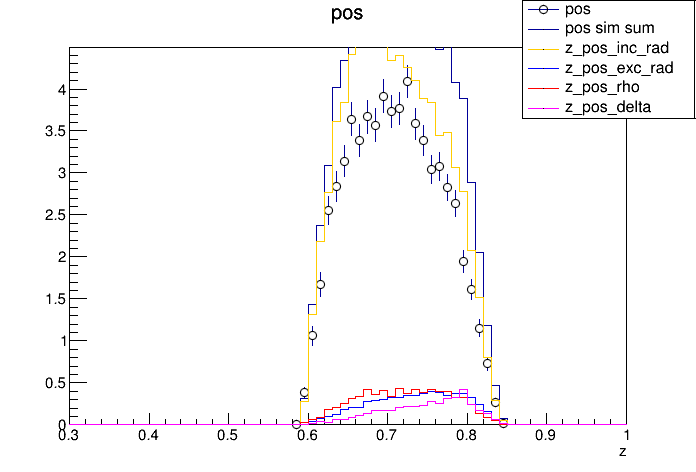 pos
pos
pos sim sum
z_pos_inc_rad
z_pos_exc_rad
z_pos_rho
z_pos_delta
4
3.5
3
2.5
2
1.5
1
0.5
0
0.3 0.4 0.5 0.6 0.7 0.8 0.9 1
z